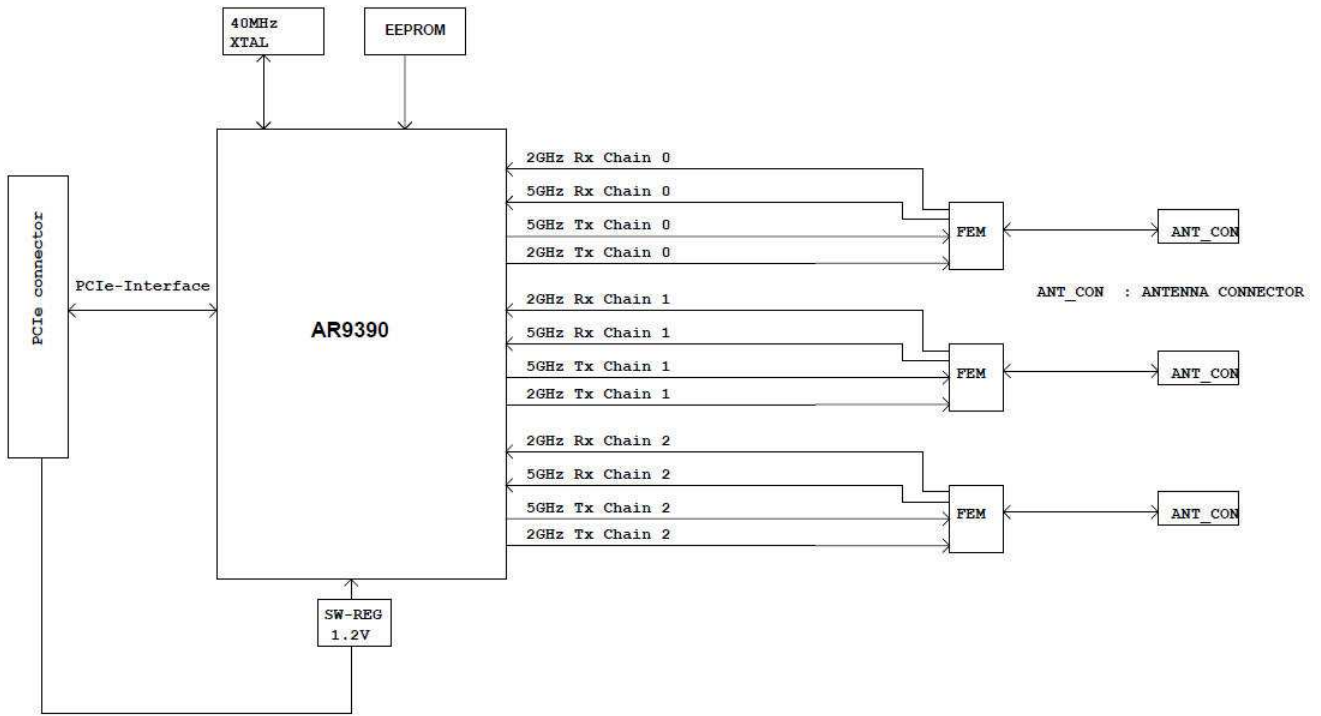 40MHz
XTAL
EEPROM
2GHz Rx Chain 0
5GHz Rx Chain 0
5GHz Tx Chain 0
2GHz Tx Chain 0
FEM
ANT_CON
PCIe connector
PCIe-Interface
AR9390
ANT_CON : ANTENNA CONNECTOR
2GHz Rx Chain 1
5GHz Rx Chain 1
5GHz Tx Chain 1
2GHz Tx Chain 1
FEM
ANT_CON
2GHz Rx Chain 2
5GHz Rx Chain 2
5GHz Tx Chain 2
2GHz Tx Chain 2
FEM
ANT_CON
SW-REG
1.2V